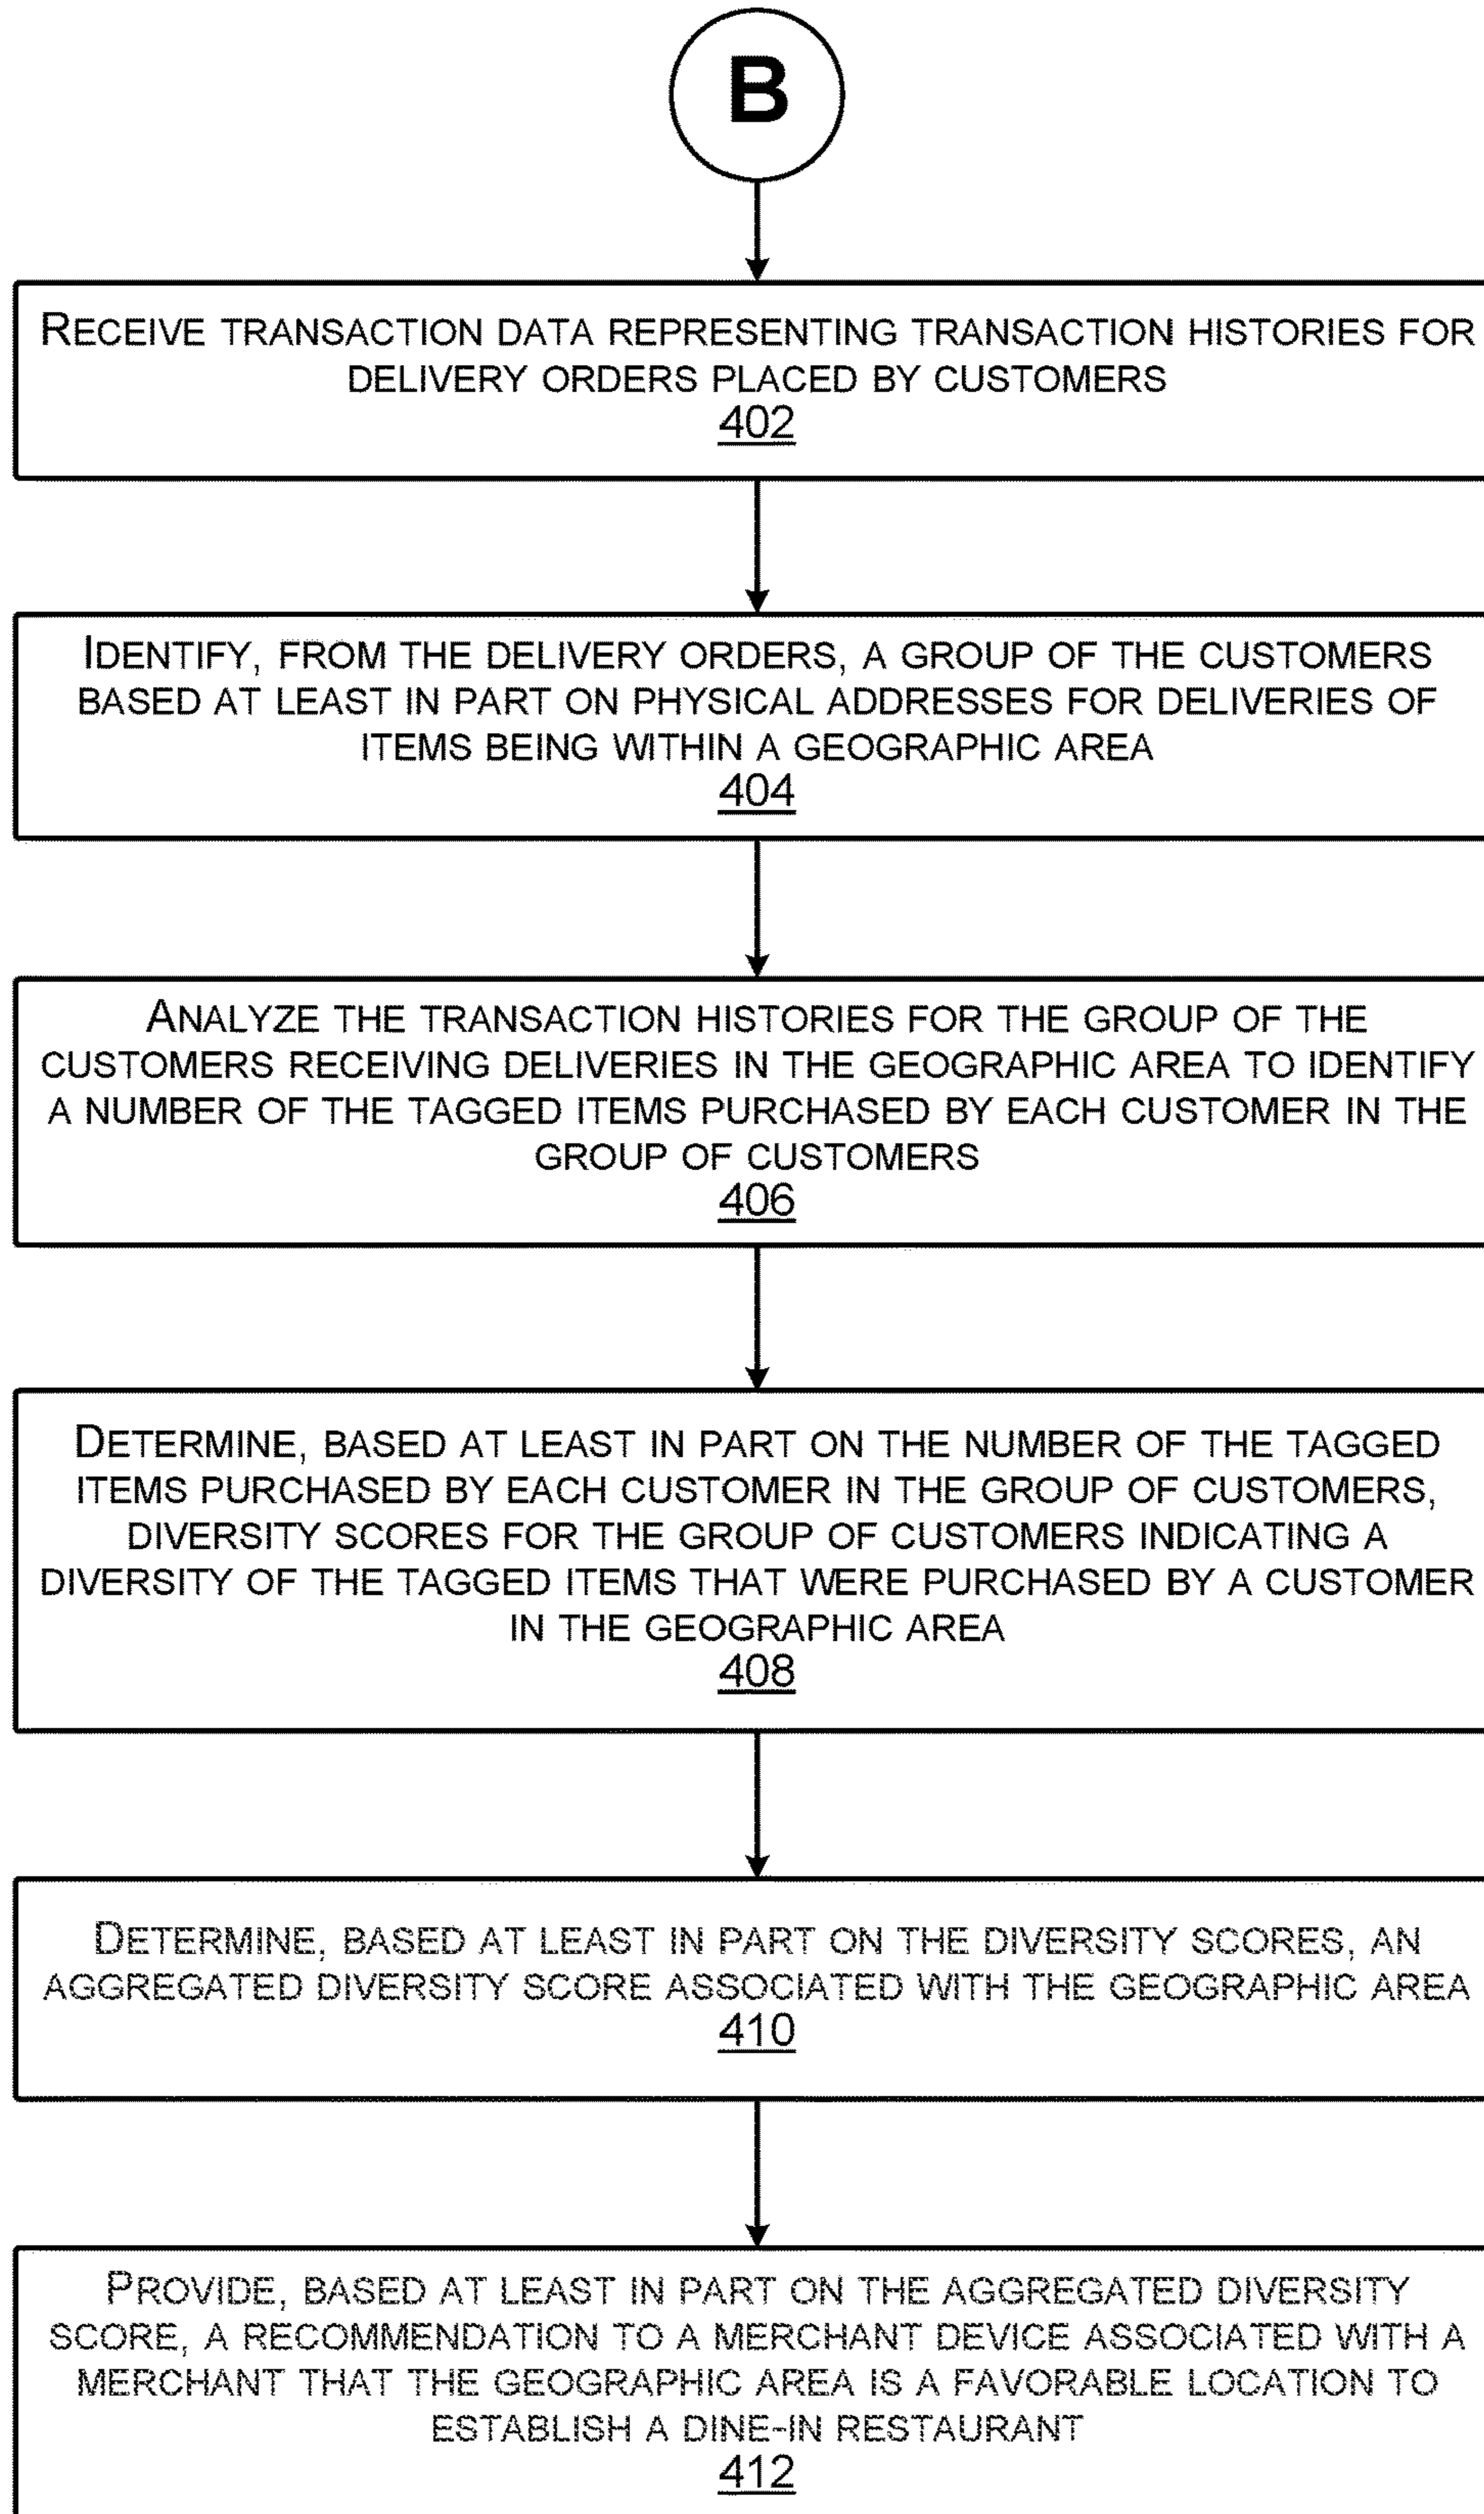 B
RECEIVE TRANSACTION DATA REPRESENTING TRANSACTION HISTORIES FOR
DELIVERY ORDERS PLACED BY CUSTOMERS
402
IDENTIFY, FROM THE DELIVERY ORDERS, A GROUP OF THE CUSTOMERS
BASED AT LEAST IN PART ON PHYSICAL ADDRESSES FOR DELIVERIES OF
ITEMS BEING WITHIN A GEOGRAPHIC AREA
404
ANALYZE THE TRANSACTION HISTORIES FOR THE GROUP OF THE
CUSTOMERS RECEIVING DELIVERIES IN THE GEOGRAPHIC AREA TO IDENTIFY
A NUMBER OF THE TAGGED ITEMS PURCHASED BY EACH CUSTOMER IN THE
GROUP OF CUSTOMERS
406
DETERMINE, BASED AT LEAST IN PART ON THE NUMBER OF THE TAGGED
ITEMS PURCHASED BY EACH CUSTOMER IN THE GROUP OF CUSTOMERS,
DIVERSITY SCORES FOR THE GROUP OF CUSTOMERS INDICATING A
DIVERSITY OF THE TAGGED ITEMS THAT WERE PURCHASED BY A CUSTOMER
IN THE GEOGRAPHIC AREA
408
DETERMINE, BASED AT LEAST IN PART ON THE DIVERSITY SCORES, AN
AGGREGATED DIVERSITY SCORE ASSOCIATED WITH THE GEOGRAPHIC AREA
410
PROVIDE, BASED AT LEAST IN PART ON THE AGGREGATED DIVERSITY
SCORE, A RECOMMENDATION TO A MERCHANT DEVICE ASSOCIATED WITH A
MERCHANT THAT THE GEOGRAPHIC AREA IS A FAVORABLE LOCATION TO
ESTABLISH A DINE-IN RESTAURANT
412